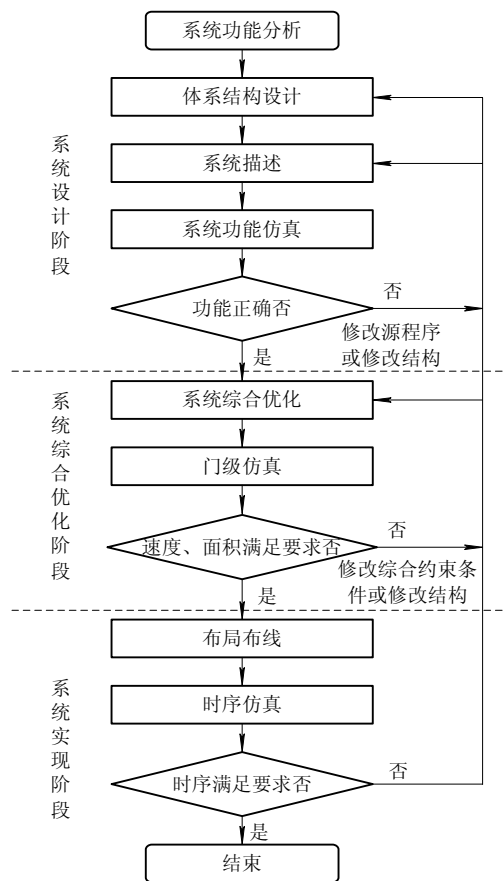 系统功能分析
体系结构设计
系统描述
系统功能仿真
功能正确否
否
修改源程序
或修改结构
是
系统设计阶段
系统综合优化
门级仿真
速度、面积满足要求否
否
修改综合约束条
件或修改结构
是
系统综合优化阶段
布局布线
时序仿真
时序满足要求否
否
是
系统实现阶段
结束